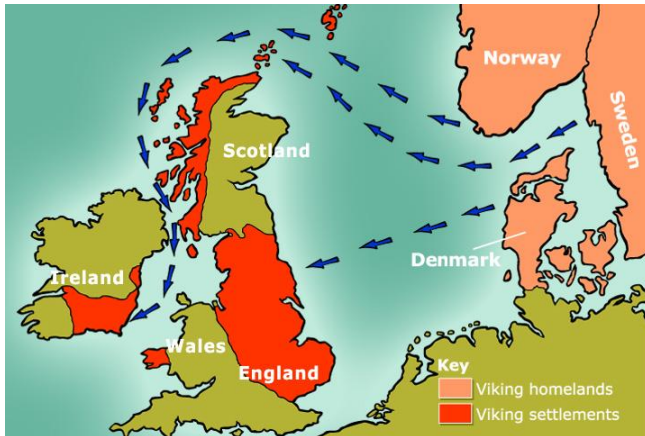 Norway
Sweden
Scotland
Denmark
Ireland
Wales
England
Key
Viking homelands
Viking settlements